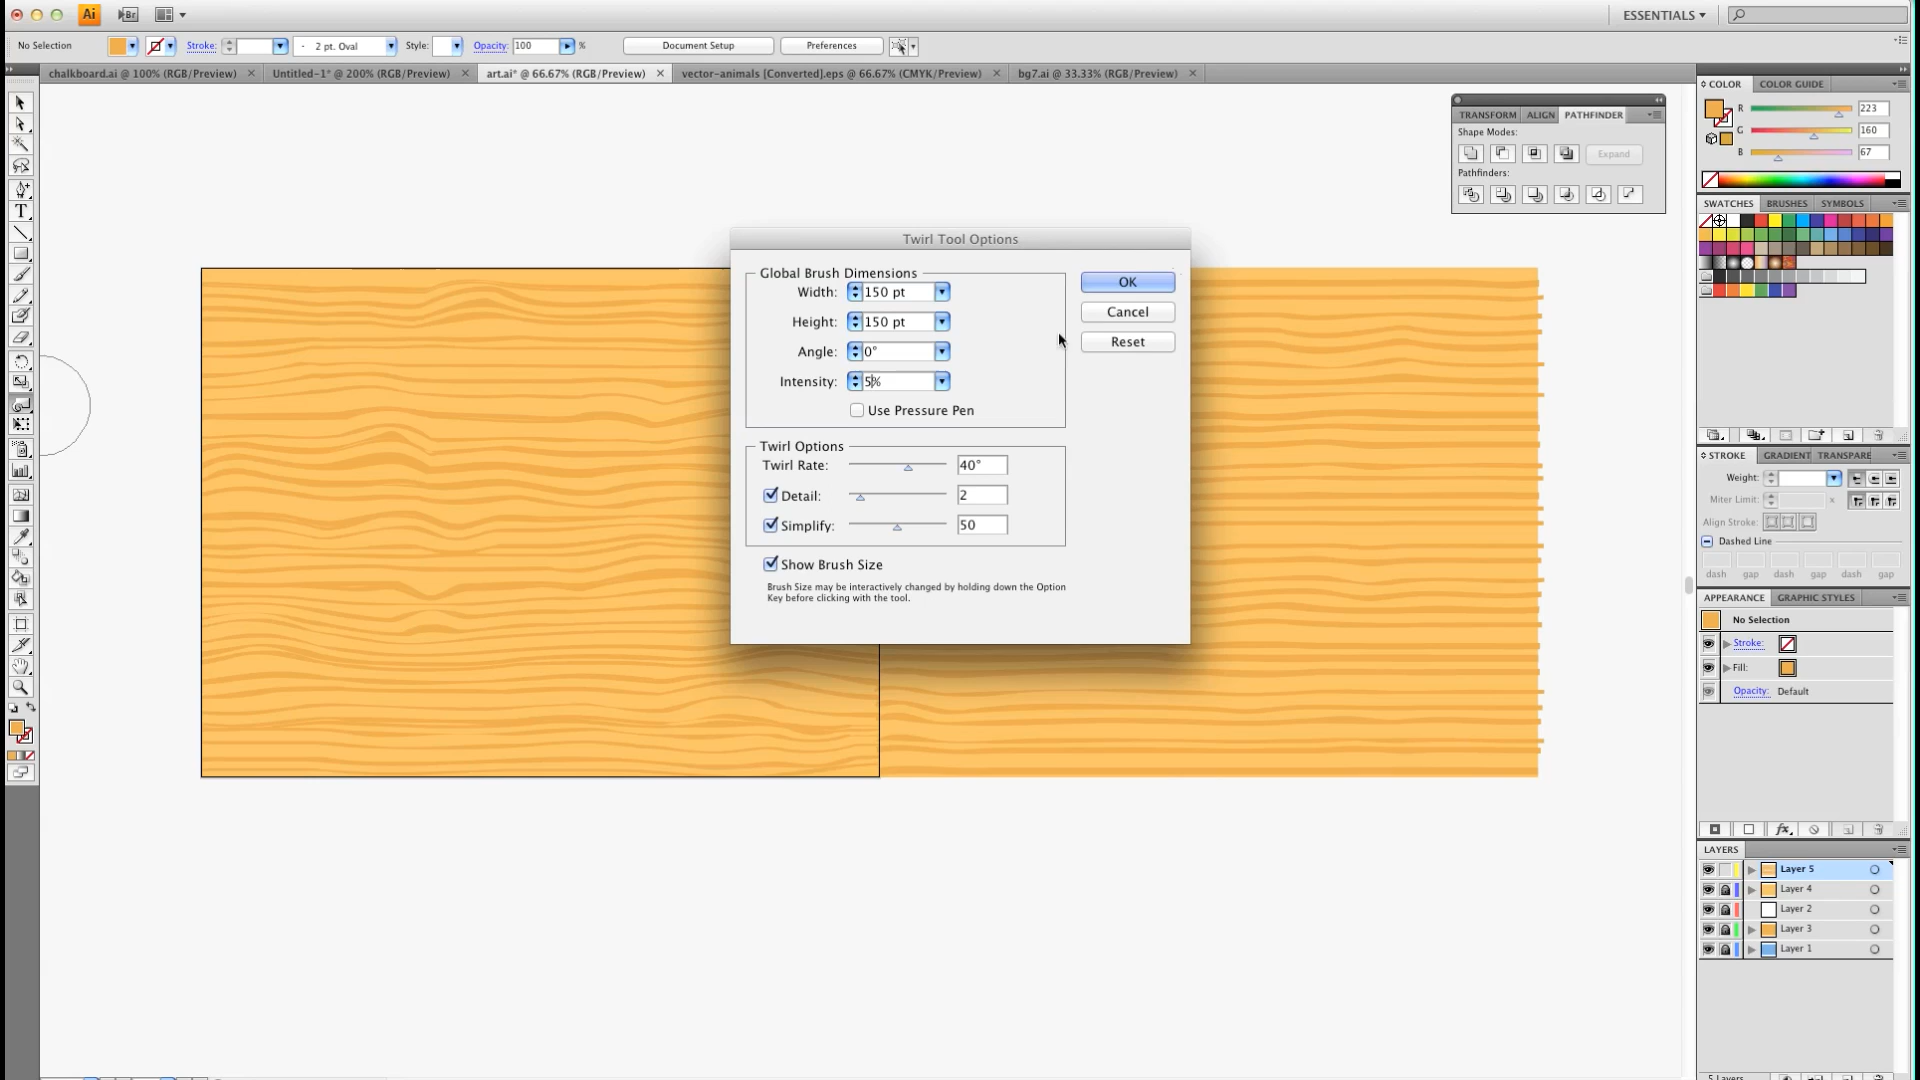 Ai Br ESSENTIALS
No Selection Stroke: 2 pt. Oval Style: Opacity: 100 % Document Setup Preferences
chalkboard.ai @ 100% (RGB/Preview) Untitled-1* @ 200% (RGB/Preview) art.ai* @ 66.67% (RGB/Preview) vector-animals [Converted].eps @ 66.67% (CMYK/Preview) bg7.ai @ 33.33% (RGB/Preview)
TRANSFORM ALIGN PATHFINDER
Shape Modes:
Expand
Pathfinders:
Twirl Tool Options
Global Brush Dimensions
Width: 150 pt
Height: 150 pt
Angle: 0°
Intensity: 5%
Use Pressure Pen
OK
Cancel
Reset
Twirl Options
Twirl Rate: 40°
Detail: 2
Simplify: 50
Show Brush Size
Brush Size may be interactively changed by holding down the Option
Key before clicking with the tool.
COLOR COLOR GUIDE
R 223
G 160
B 67
SWATCHES BRUSHES SYMBOLS
STROKE GRADIENT TRANSPARE
Weight:
Miter Limit: x
Align Stroke:
Dashed Line
dash gap dash gap dash gap
APPEARANCE GRAPHIC STYLES
No Selection
Stroke:
Fill:
Opacity: Default
LAYERS
Layer 5
Layer 4
Layer 2
Layer 3
Layer 1
5 Layers